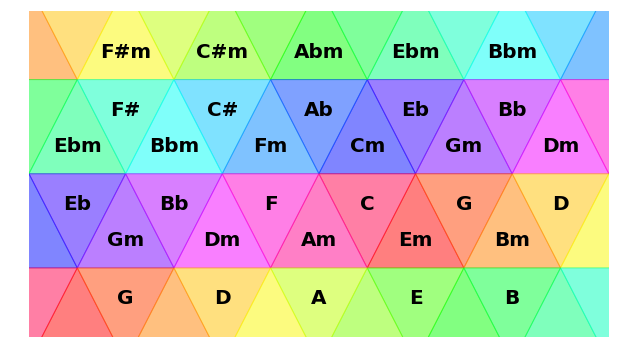 F#m C#m Abm Ebm Bbm
F# C# Ab Eb Bb
Ebm Bbm Fm Cm Gm Dm
Eb Bb F C G D
Gm Dm Am Em Bm
G D A E B